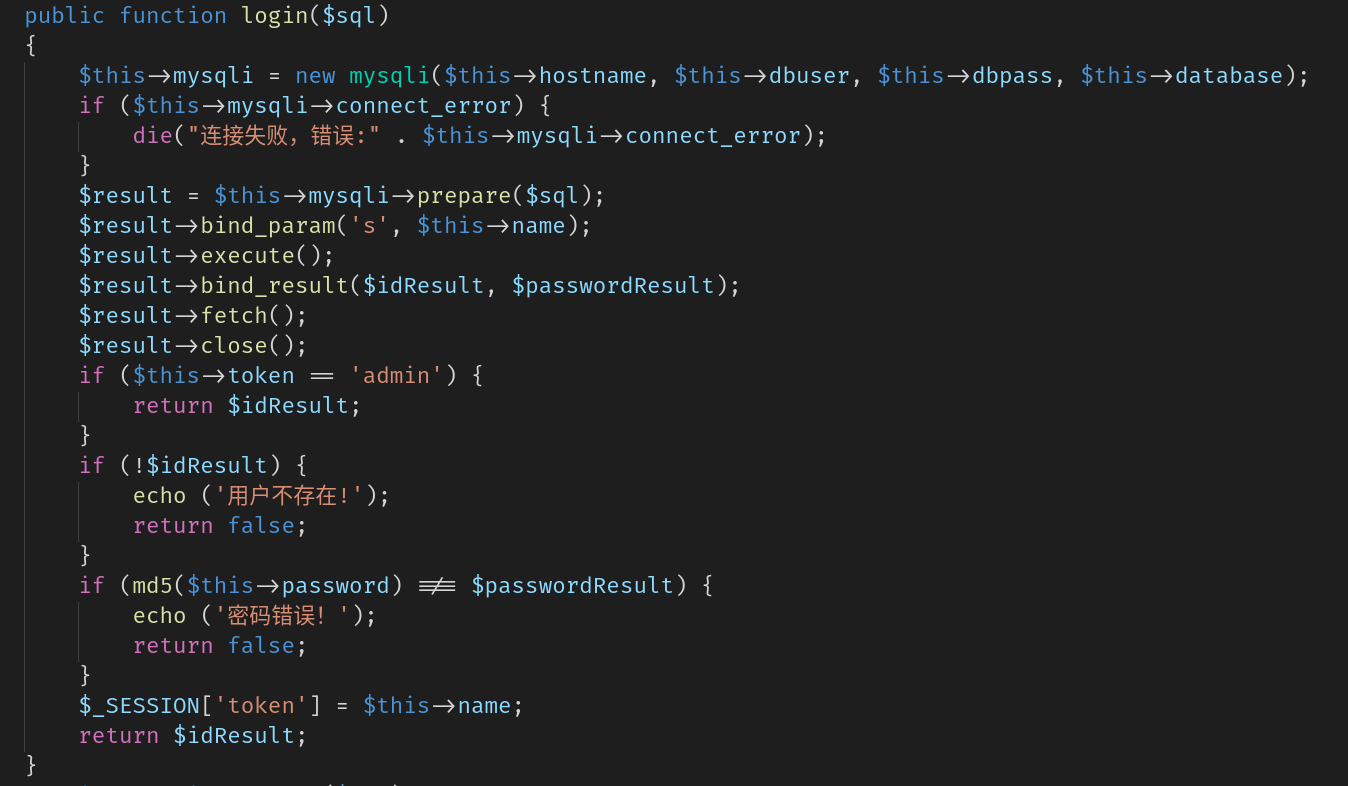 public function login($sql)
{
    $this->mysqli = new mysqli($this->hostname, $this->dbuser, $this->dbpass, $this->database);
    if ($this->mysqli->connect_error) {
        die("连接失败，错误:" . $this->mysqli->connect_error);
    }
    $result = $this->mysqli->prepare($sql);
    $result->bind_param('s', $this->name);
    $result->execute();
    $result->bind_result($idResult, $passwordResult);
    $result->fetch();
    $result->close();
    if ($this->token == 'admin') {
        return $idResult;
    }
    if (!$idResult) {
        echo ('用户不存在!');
        return false;
    }
    if (md5($this->password) !== $passwordResult) {
        echo ('密码错误！');
        return false;
    }
    $_SESSION['token'] = $this->name;
    return $idResult;
}